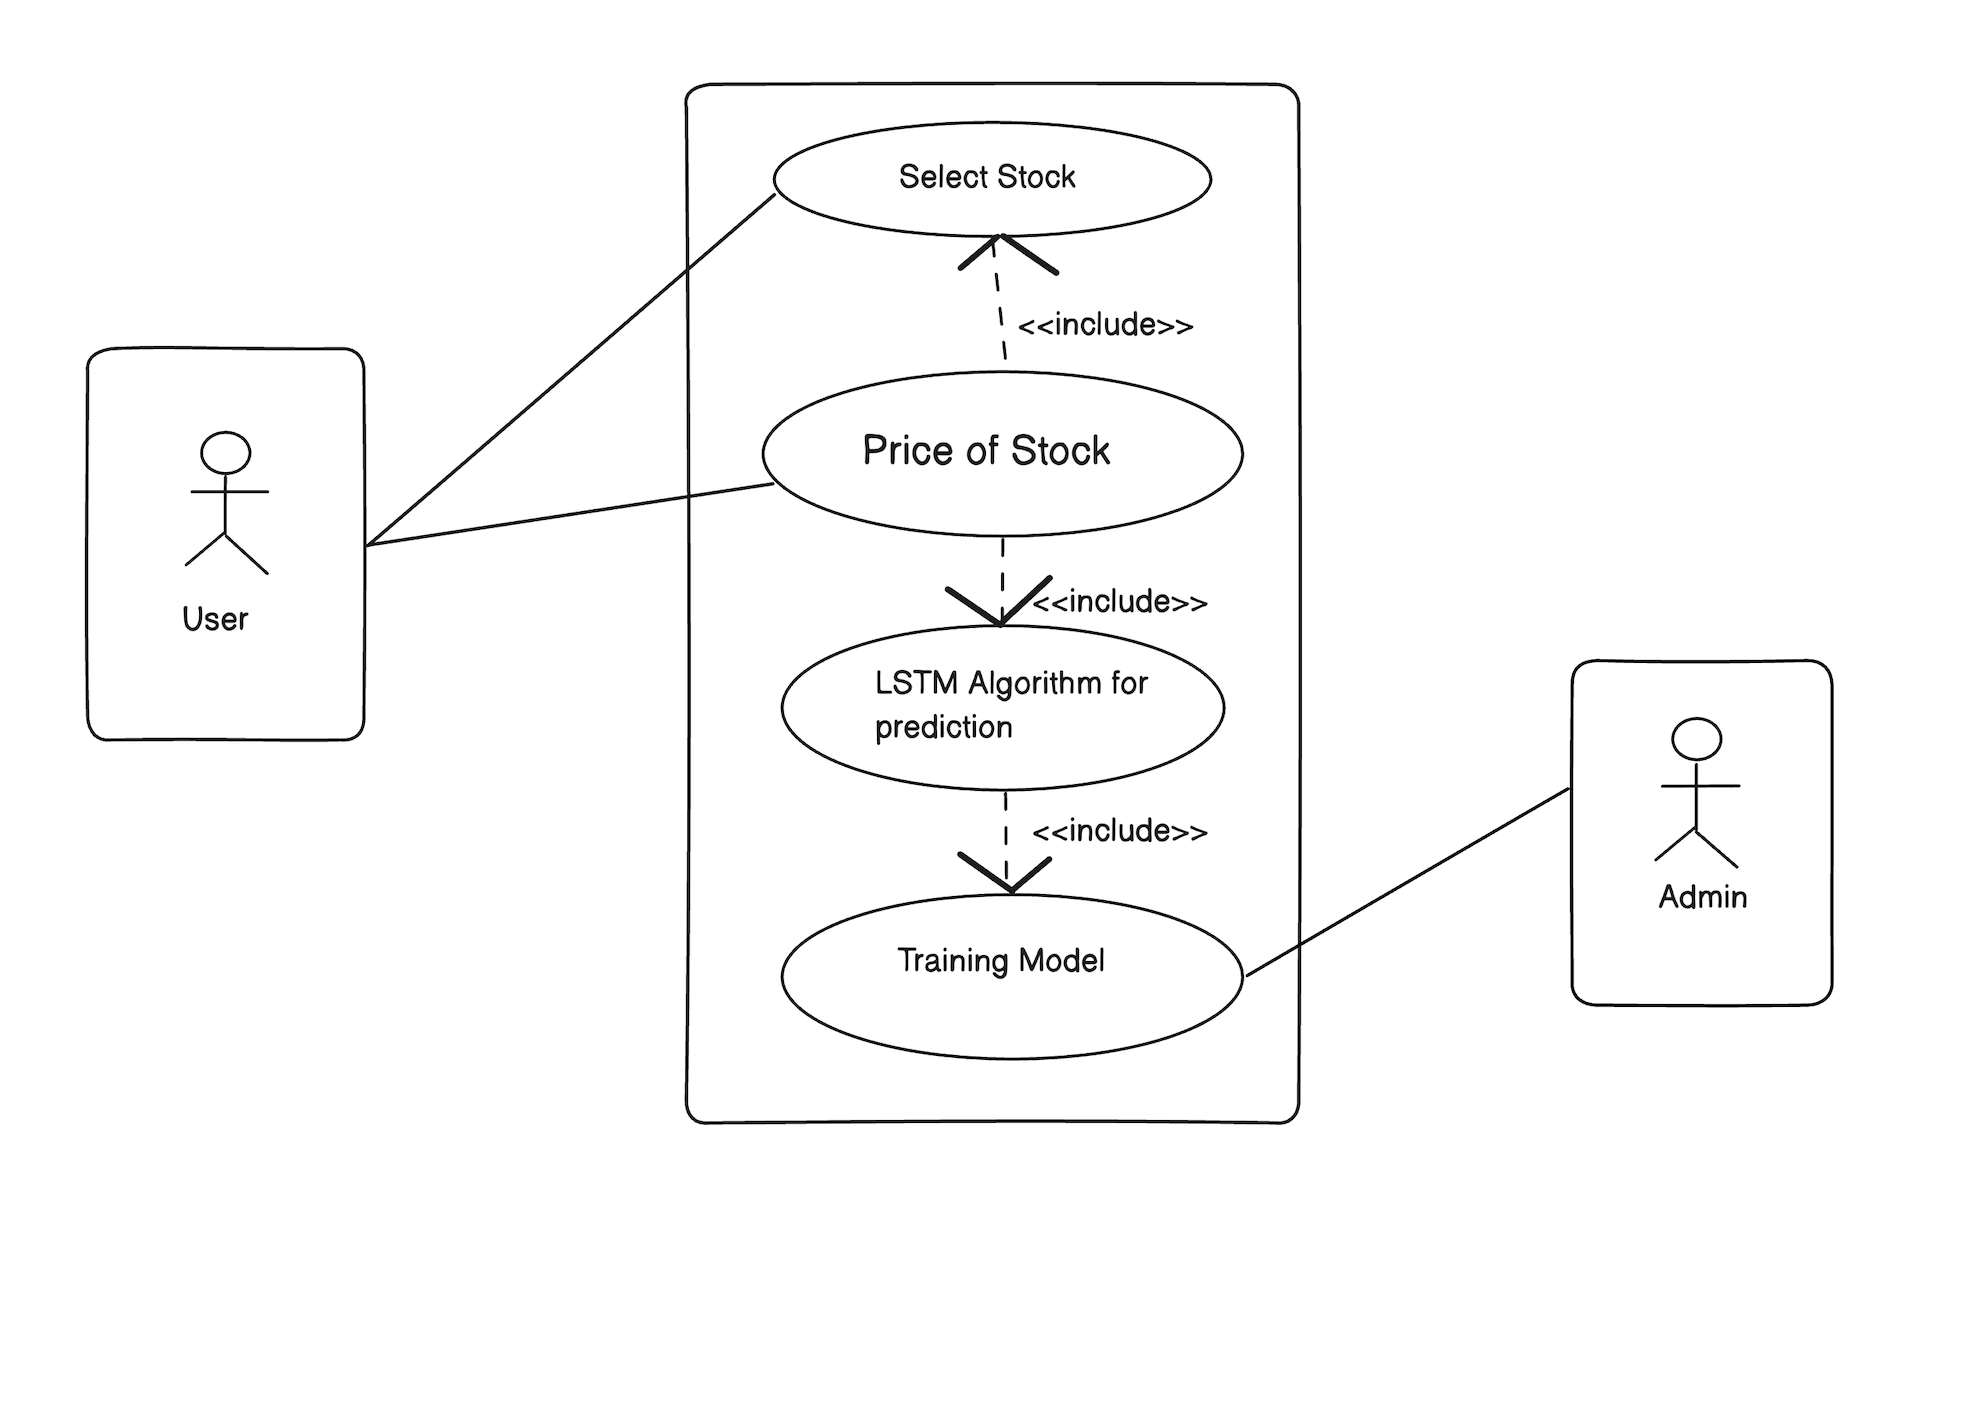 Select Stock
<<include>>
Price of Stock
<<include>>
User
LSTM Algorithm for
prediction
<<include>>
Admin
Training Model